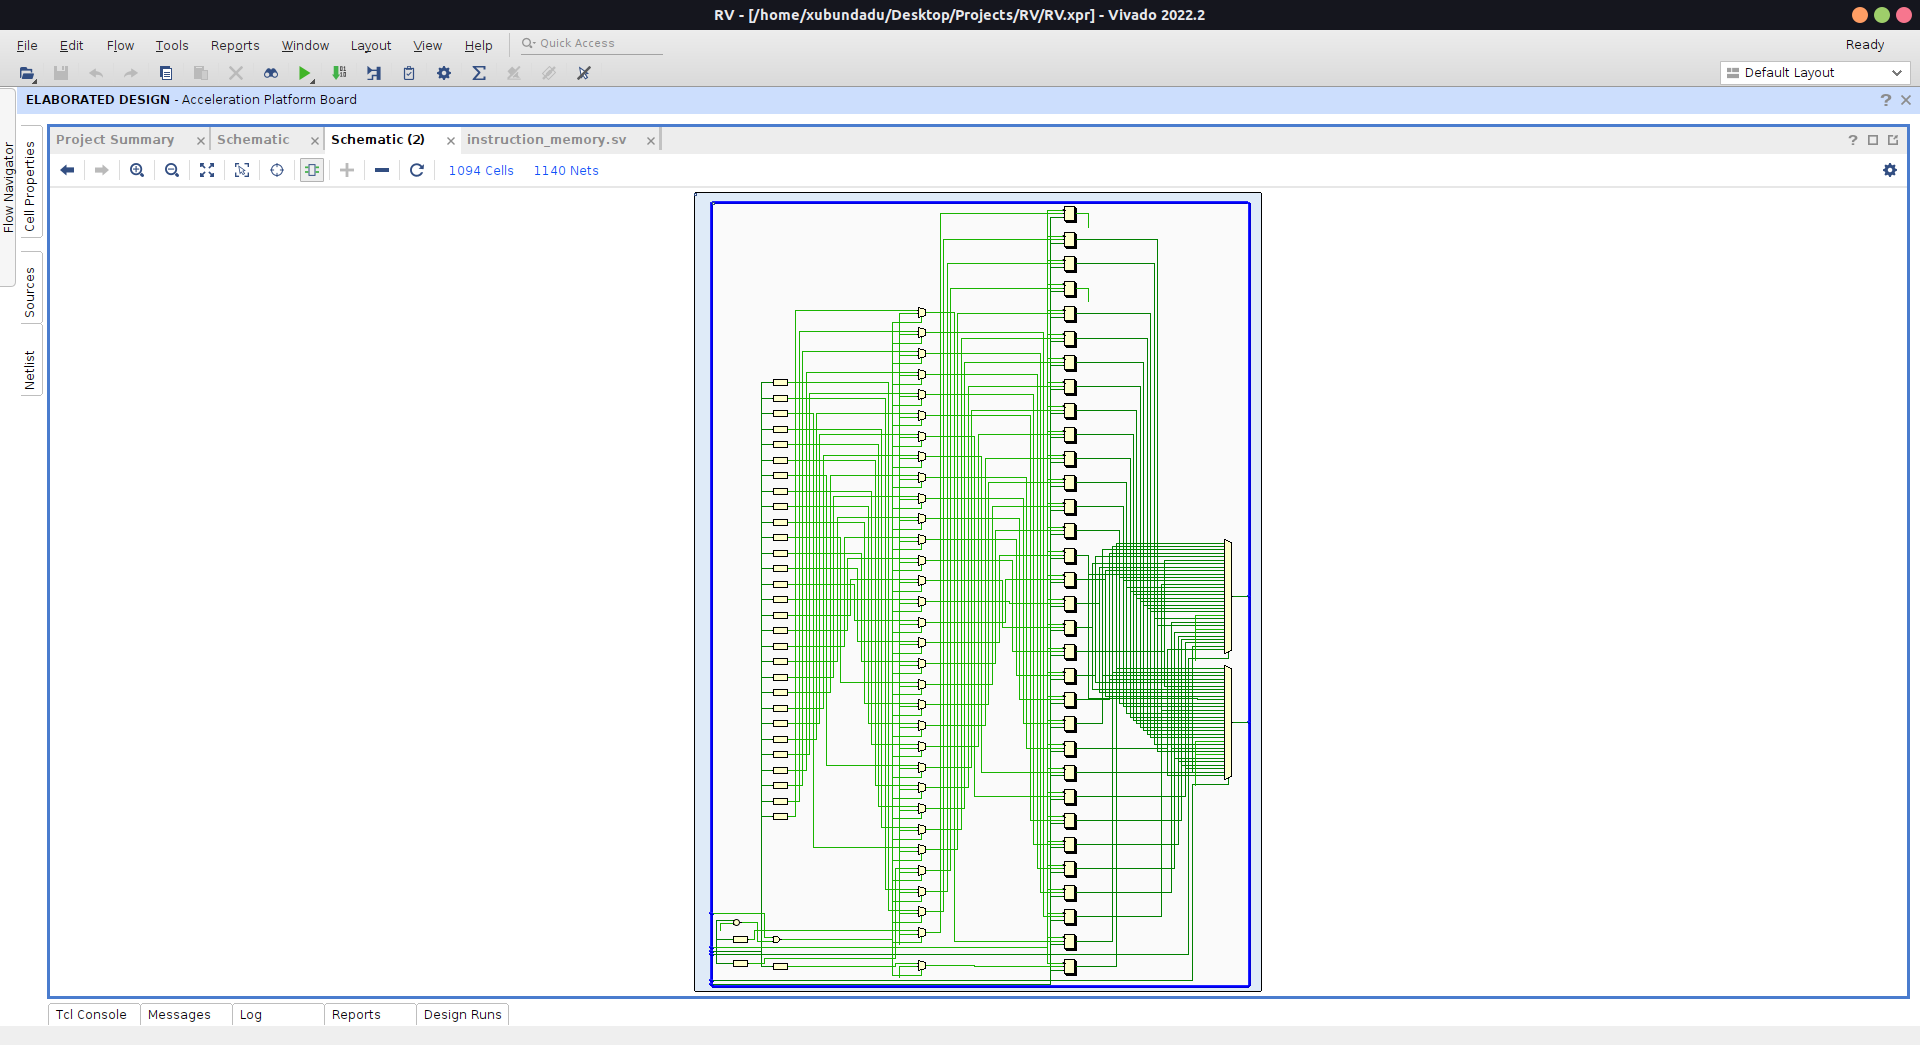 RV - [/home/xubundadu/Desktop/Projects/RV/RV.xpr] - Vivado 2022.2
File Edit Flow Tools Reports Window Layout View Help Quick Access Ready
Default Layout
ELABORATED DESIGN - Acceleration Platform Board
Project Summary Schematic Schematic (2) instruction_memory.sv
1094 Cells 1140 Nets
Flow Navigator
Cell Properties
Sources
Netlist
Tcl Console Messages Log Reports Design Runs